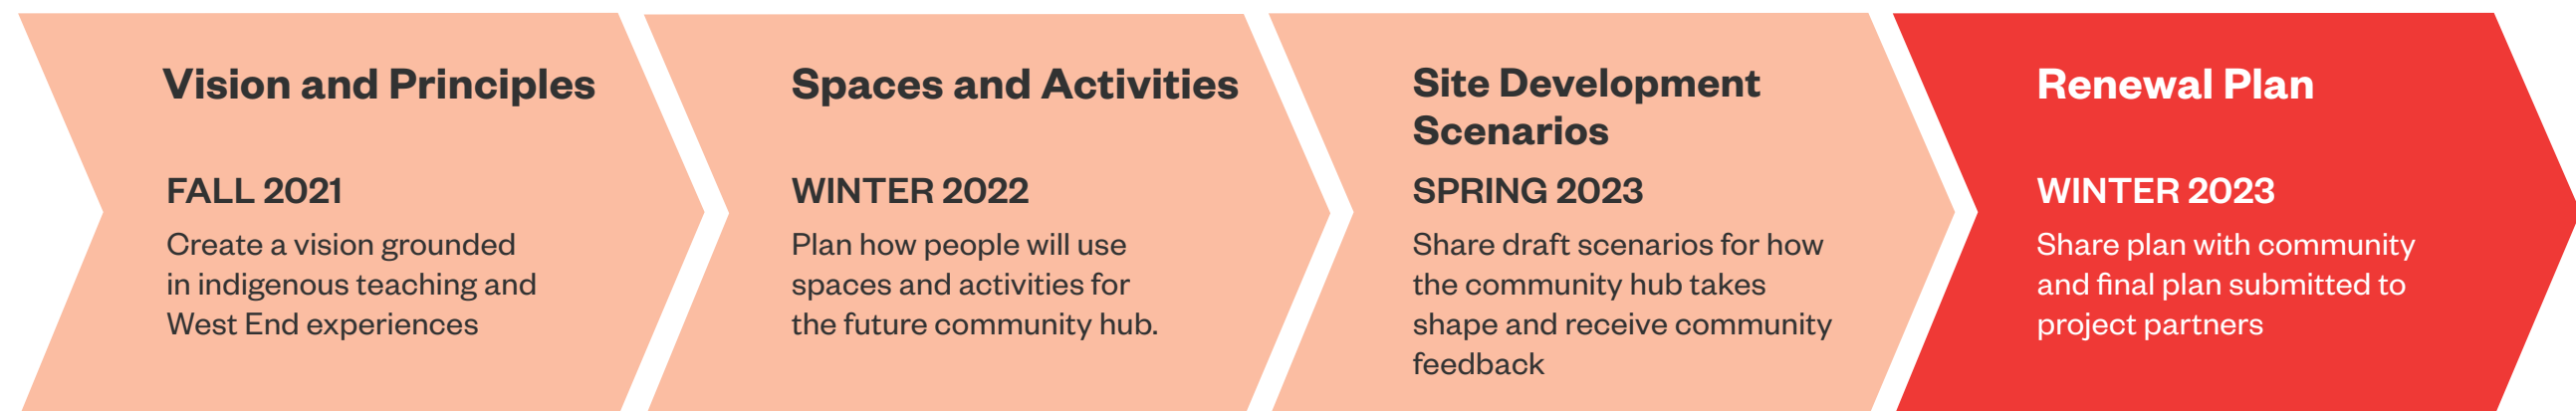 Vision and Principles
FALL 2021
Create a vision grounded
in indigenous teaching and
West End experiences
Spaces and Activities
WINTER 2022
Plan how people will use
spaces and activities for
the future community hub.
Site Development
Scenarios
SPRING 2023
Share draft scenarios for how
the community hub takes
shape and receive community
feedback
Renewal Plan
WINTER 2023
Share plan with community
and final plan submitted to
project partners